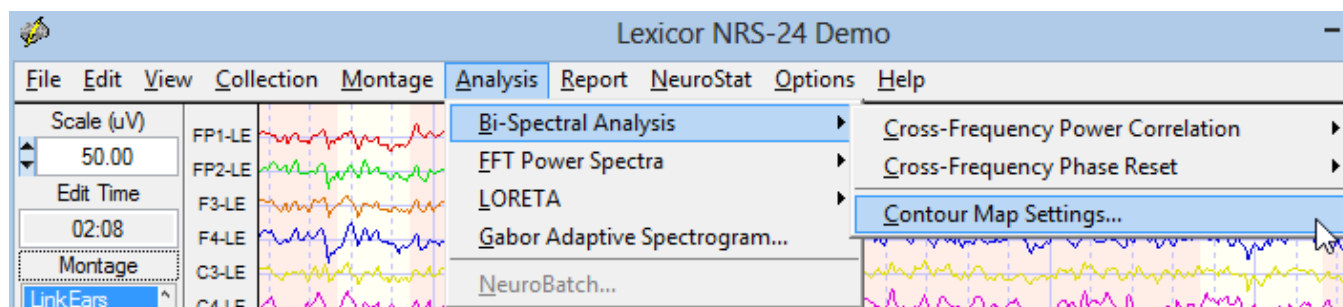 Lexicor NRS-24 Demo
File Edit View Collection Montage Analysis Report NeuroStat Options Help
Scale (uV)
50.00
Edit Time
02:08
Montage
LinkEars
FP1-LE
FP2-LE
F3-LE
F4-LE
C3-LE
C4-LE
Bi-Spectral Analysis
FFT Power Spectra
LORETA
Gabor Adaptive Spectrogram...
NeuroBatch...
Cross-Frequency Power Correlation
Cross-Frequency Phase Reset
Contour Map Settings...